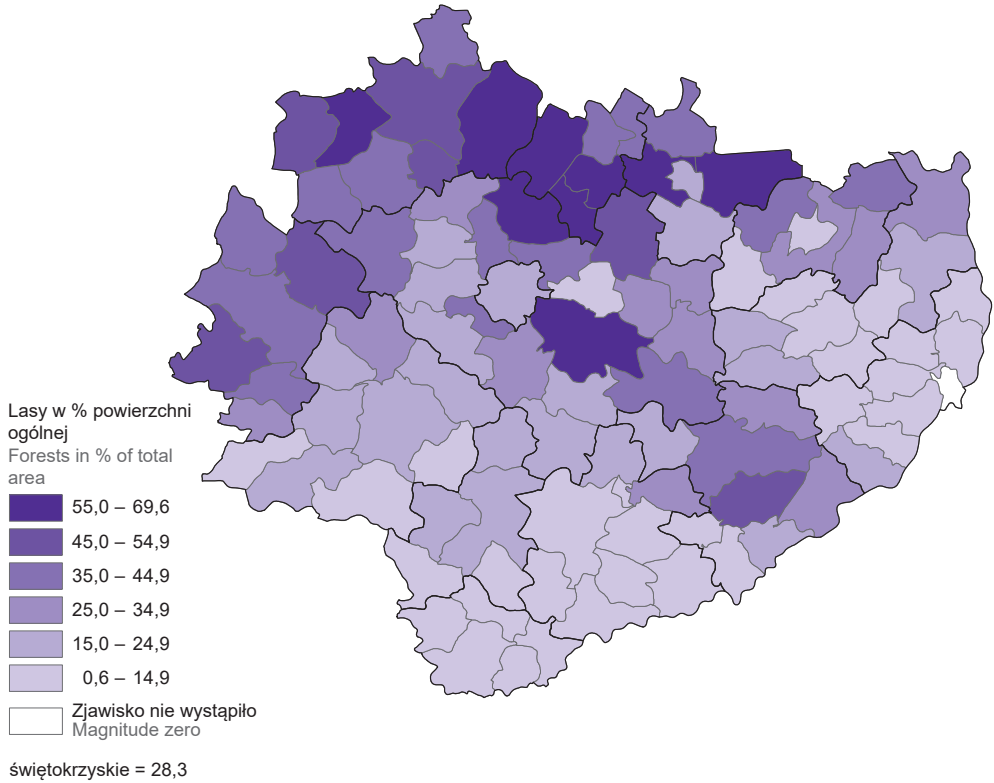 Lasy w % powierzchni
ogólnej
Forests in % of total
area
55,0 – 69,6
45,0 – 54,9
35,0 – 44,9
25,0 – 34,9
15,0 – 24,9
0,6 – 14,9
Zjawisko nie wystąpiło
Magnitude zero
świętokrzyskie = 28,3